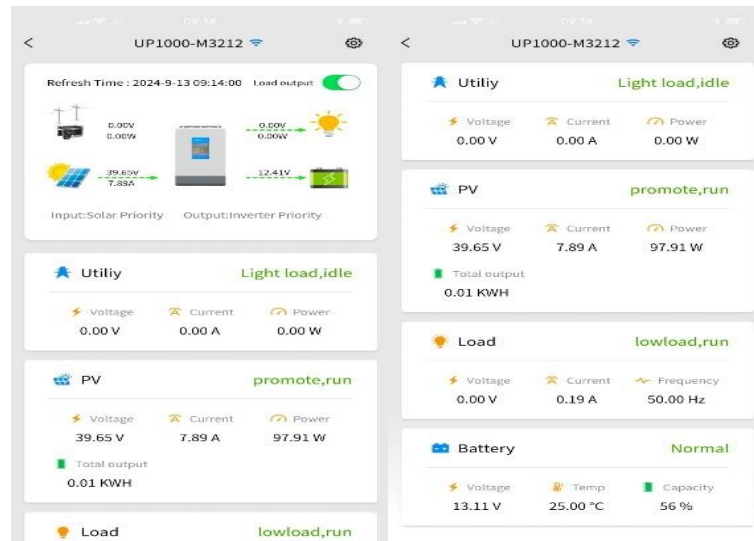 09:14
UP1000-M3212
Refresh Time : 2024-9-13 09:14:00 Load output
0.00V 0.00V
0.00W 0.00W
39.65V 12.41V
7.89A
Input:Solar Priority Output:Inverter Priority
Utiliy Light load,idle
Voltage Current Power
0.00 V 0.00 A 0.00 W
PV promote,run
Voltage Current Power
39.65 V 7.89 A 97.91 W
Total output
0.01 KWH
Load lowload,run
09:14
UP1000-M3212
Utiliy Light load,idle
Voltage Current Power
0.00 V 0.00 A 0.00 W
PV promote,run
Voltage Current Power
39.65 V 7.89 A 97.91 W
Total output
0.01 KWH
Load lowload,run
Voltage Current Frequency
0.00 V 0.19 A 50.00 Hz
Battery Normal
Voltage Temp Capacity
13.11 V 25.00 °C 56 %